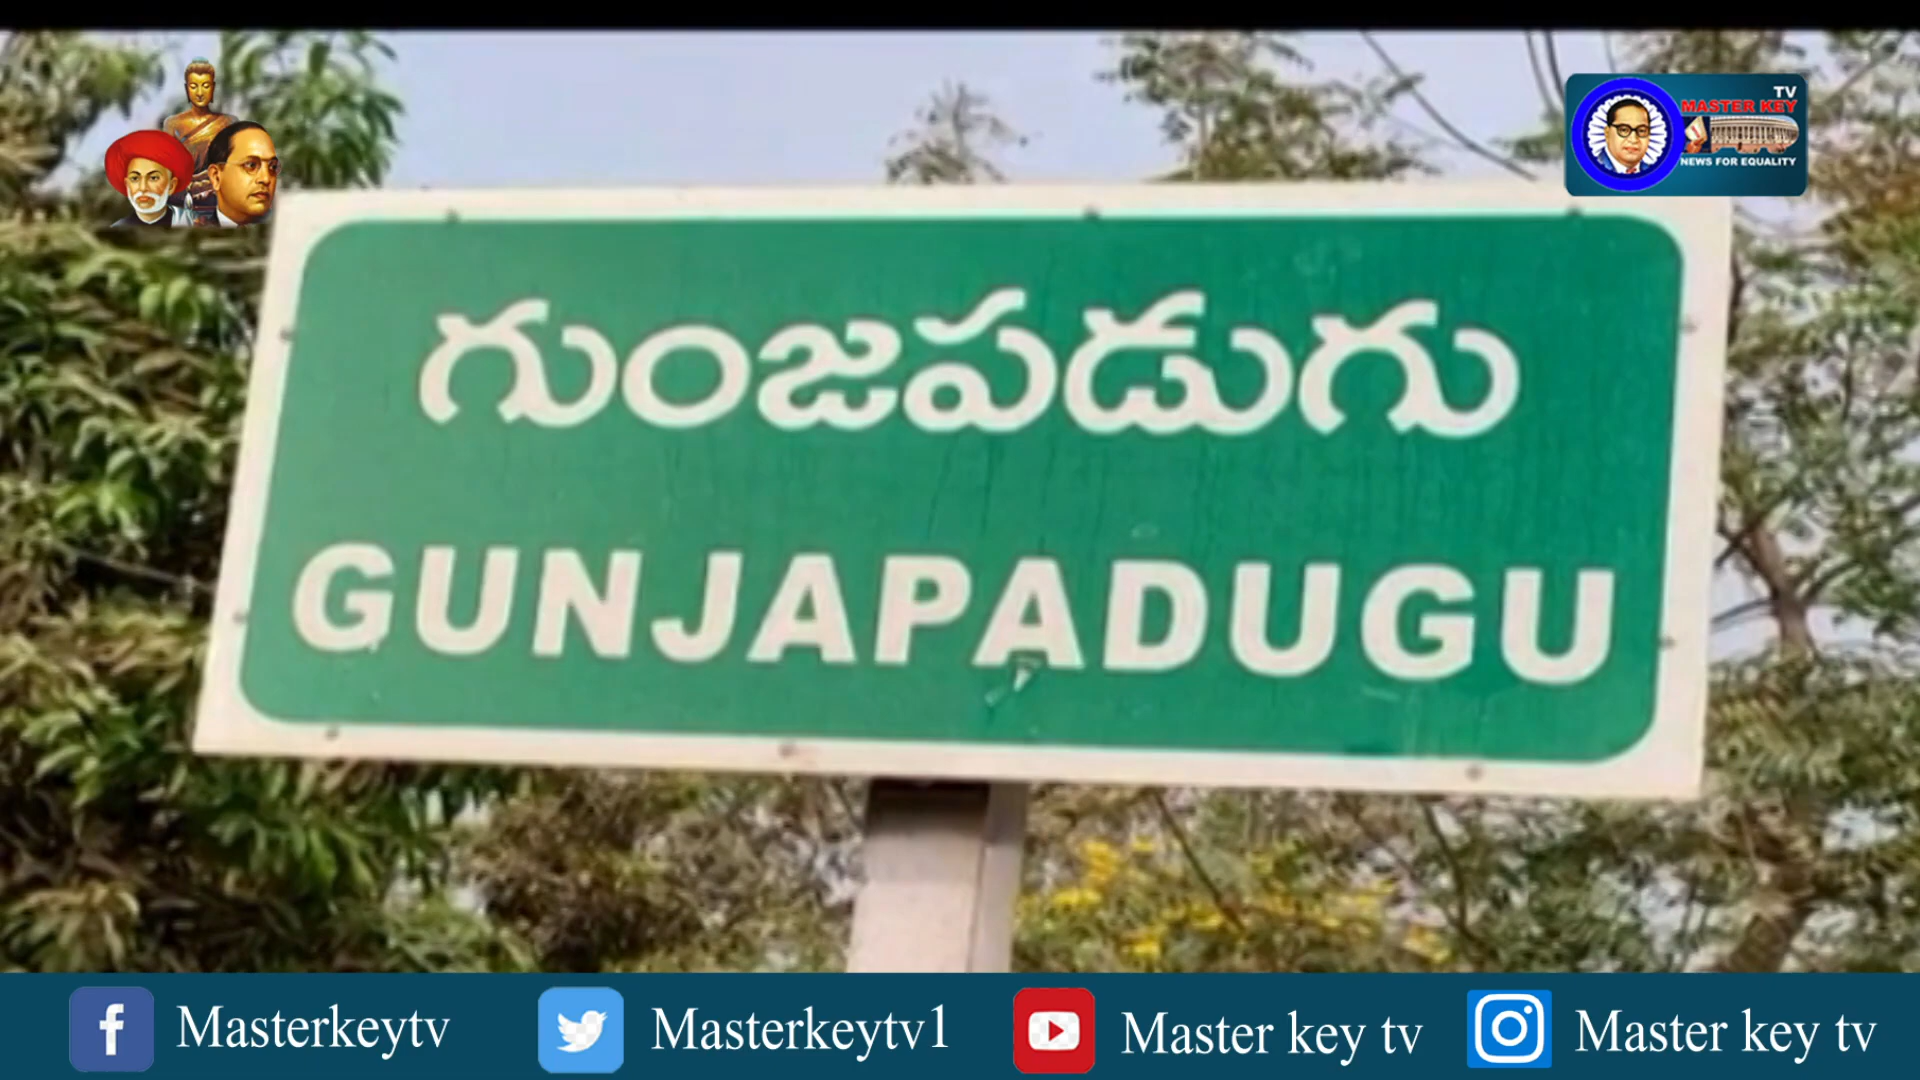 TV
MASTER KEY
NEWS FOR EQUALITY
గుంజపడుగు
GUNJAPADUGU
Masterkeytv
Masterkeytv1
Master key tv
Master key tv